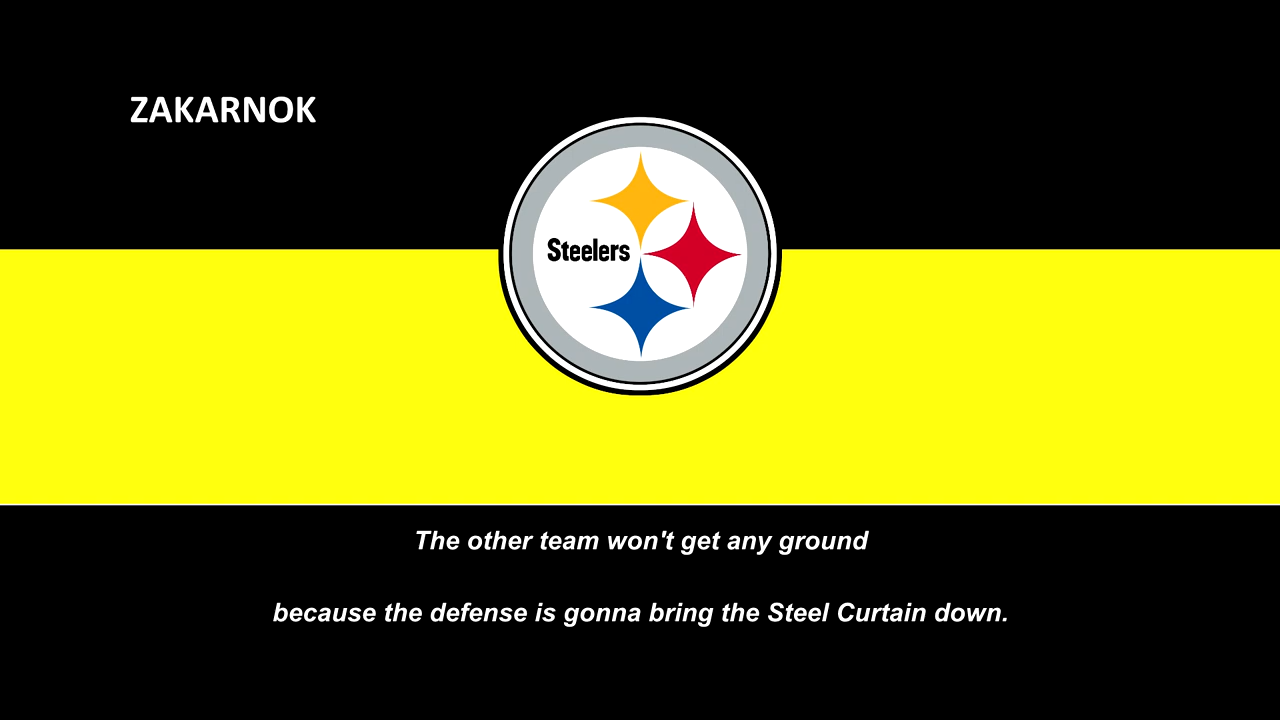 ZAKARNOK
Steelers
The other team won't get any ground
because the defense is gonna bring the Steel Curtain down.